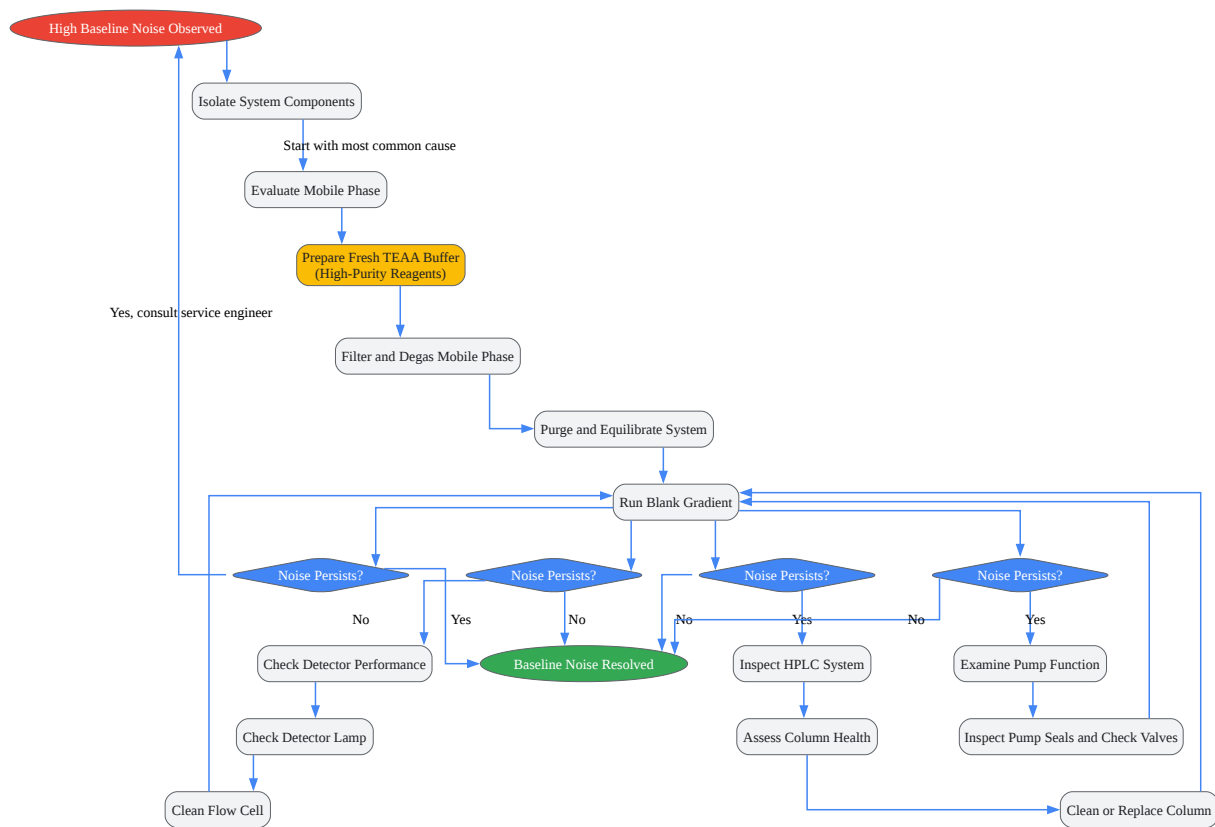 High Baseline Noise Observed
Isolate System Components
Start with most common cause
Evaluate Mobile Phase
Prepare Fresh TEAA Buffer
(High-Purity Reagents)
Yes, consult service engineer
Filter and Degas Mobile Phase
Purge and Equilibrate System
Run Blank Gradient
Noise Persists?
Noise Persists?
Noise Persists?
Noise Persists?
No
Yes
No
No
Yes
No
Yes
Check Detector Performance
Baseline Noise Resolved
Inspect HPLC System
Examine Pump Function
Check Detector Lamp
Assess Column Health
Inspect Pump Seals and Check Valves
Clean Flow Cell
Clean or Replace Column